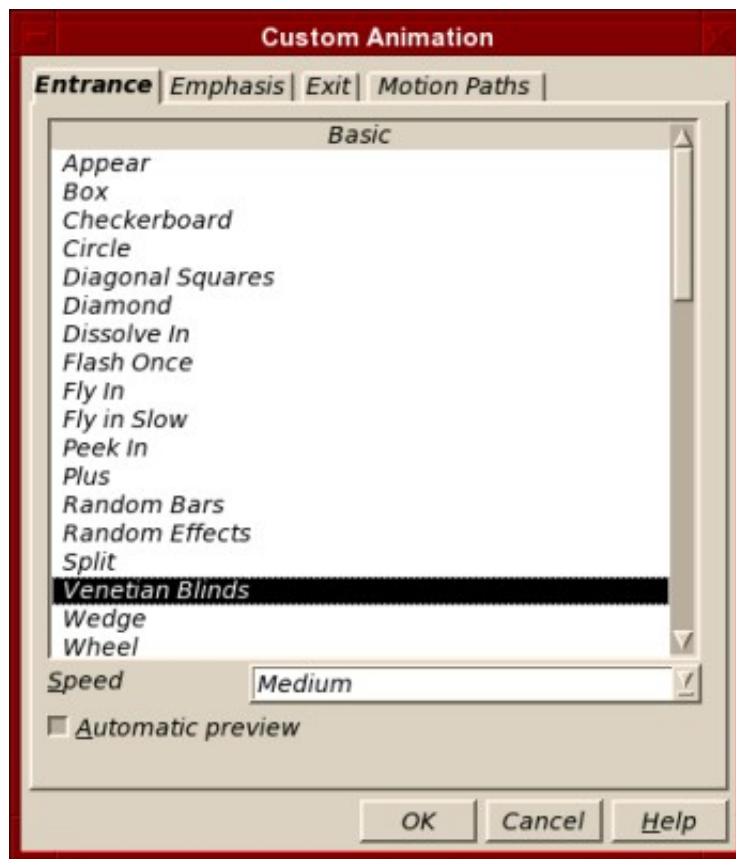 Custom Animation
Entrance Emphasis Exit Motion Paths
Basic
Appear
Box
Checkerboard
Circle
Diagonal Squares
Diamond
Dissolve In
Flash Once
Fly In
Fly in Slow
Peek In
Plus
Random Bars
Random Effects
Split
Venetian Blinds
Wedge
Wheel
Speed Medium
Automatic preview
OK Cancel Help